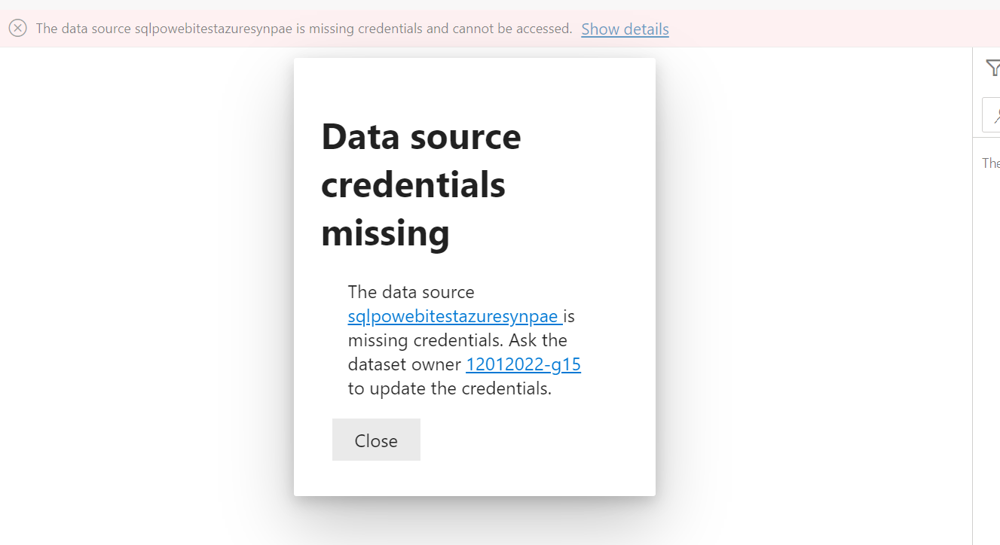 The data source sqlpowebitestazuresynpae is missing credentials and cannot be accessed. Show details
Data source
credentials
missing
The data source
sqlpowebitestazuresynpae is
missing credentials. Ask the
dataset owner 12012022-g15
to update the credentials.
Close